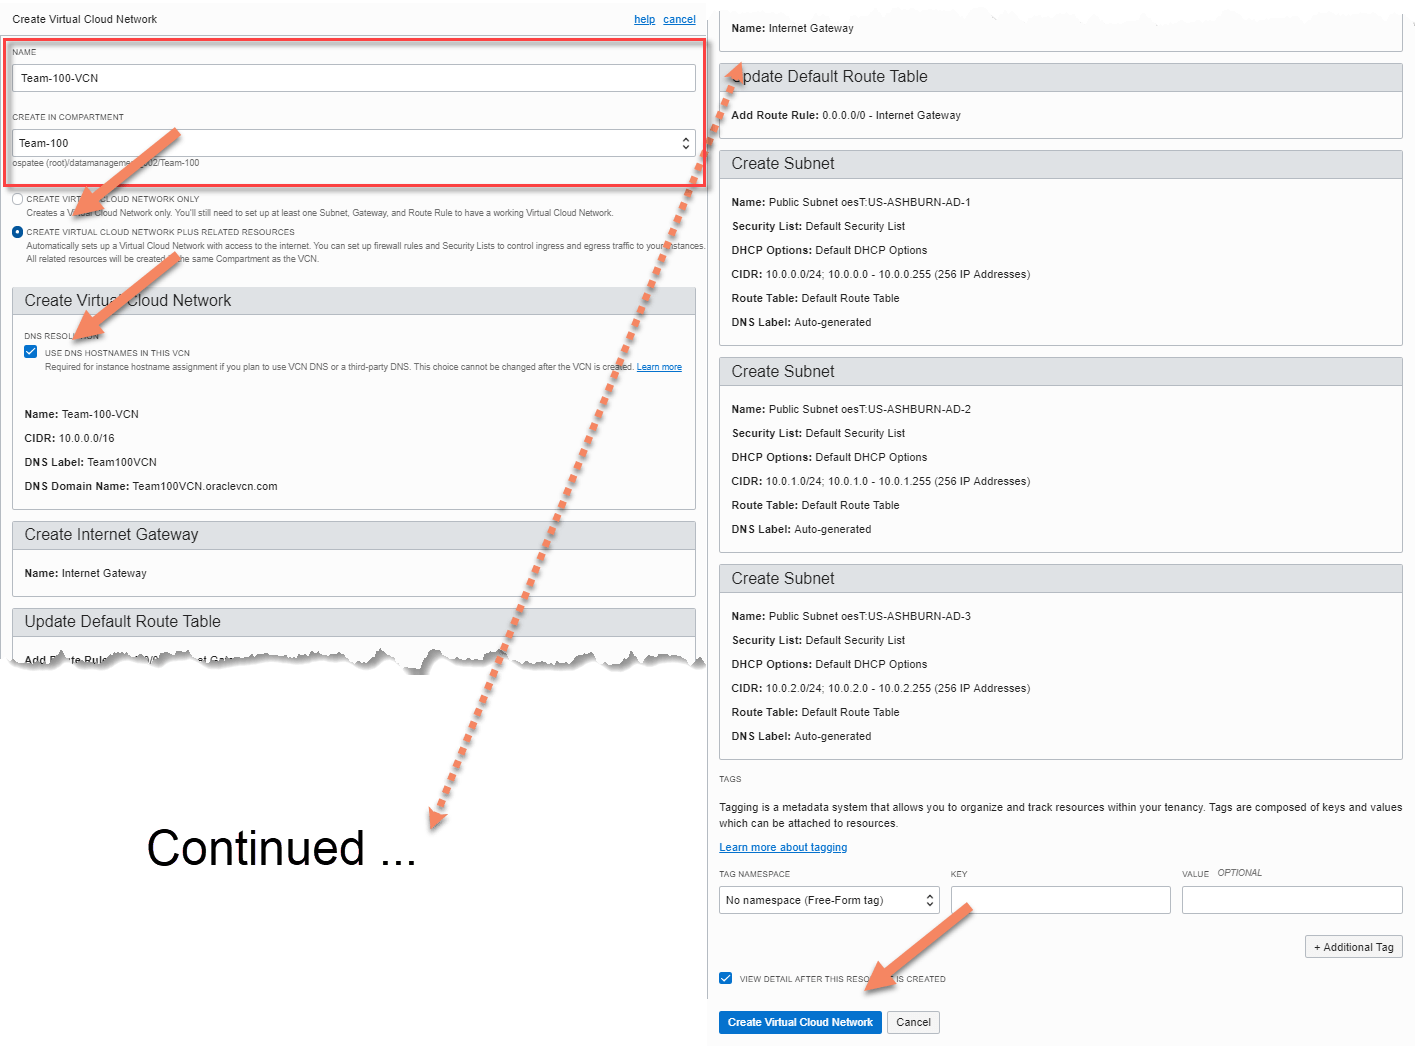 Create Virtual Cloud Network
help cancel
NAME
Team-100-VCN
CREATE IN COMPARTMENT
Team-100
ospatee (root)/datamanagement 002/Team-100
CREATE VIRTUAL CLOUD NETWORK ONLY
Creates a Virtual Cloud Network only. You'll still need to set up at least one Subnet, Gateway, and Route Rule to have a working Virtual Cloud Network.
CREATE VIRTUAL CLOUD NETWORK PLUS RELATED RESOURCES
Automatically sets up a Virtual Cloud Network with access to the internet. You can set up firewall rules and Security Lists to control ingress and egress traffic to your instances.
All related resources will be created in the same Compartment as the VCN.
Create Virtual Cloud Network
DNS RESOLUTION
USE DNS HOSTNAMES IN THIS VCN
Required for instance hostname assignment if you plan to use VCN DNS or a third-party DNS. This choice cannot be changed after the VCN is created. Learn more
Name: Team-100-VCN
CIDR: 10.0.0.0/16
DNS Label: Team100VCN
DNS Domain Name: Team100VCN.oraclevcn.com
Create Internet Gateway
Name: Internet Gateway
Update Default Route Table
Add Route Rule
Continued ...
Name: Internet Gateway
Update Default Route Table
Add Route Rule: 0.0.0.0/0 - Internet Gateway
Create Subnet
Name: Public Subnet oesT:US-ASHBURN-AD-1
Security List: Default Security List
DHCP Options: Default DHCP Options
CIDR: 10.0.0.0/24; 10.0.0.0 - 10.0.0.255 (256 IP Addresses)
Route Table: Default Route Table
DNS Label: Auto-generated
Create Subnet
Name: Public Subnet oesT:US-ASHBURN-AD-2
Security List: Default Security List
DHCP Options: Default DHCP Options
CIDR: 10.0.1.0/24; 10.0.1.0 - 10.0.1.255 (256 IP Addresses)
Route Table: Default Route Table
DNS Label: Auto-generated
Create Subnet
Name: Public Subnet oesT:US-ASHBURN-AD-3
Security List: Default Security List
DHCP Options: Default DHCP Options
CIDR: 10.0.2.0/24; 10.0.2.0 - 10.0.2.255 (256 IP Addresses)
Route Table: Default Route Table
DNS Label: Auto-generated
TAGS
Tagging is a metadata system that allows you to organize and track resources within your tenancy. Tags are composed of keys and values
which can be attached to resources.
Learn more about tagging
TAG NAMESPACE KEY VALUE OPTIONAL
No namespace (Free-Form tag)
+ Additional Tag
VIEW DETAIL AFTER THIS RESOURCE IS CREATED
Create Virtual Cloud Network Cancel